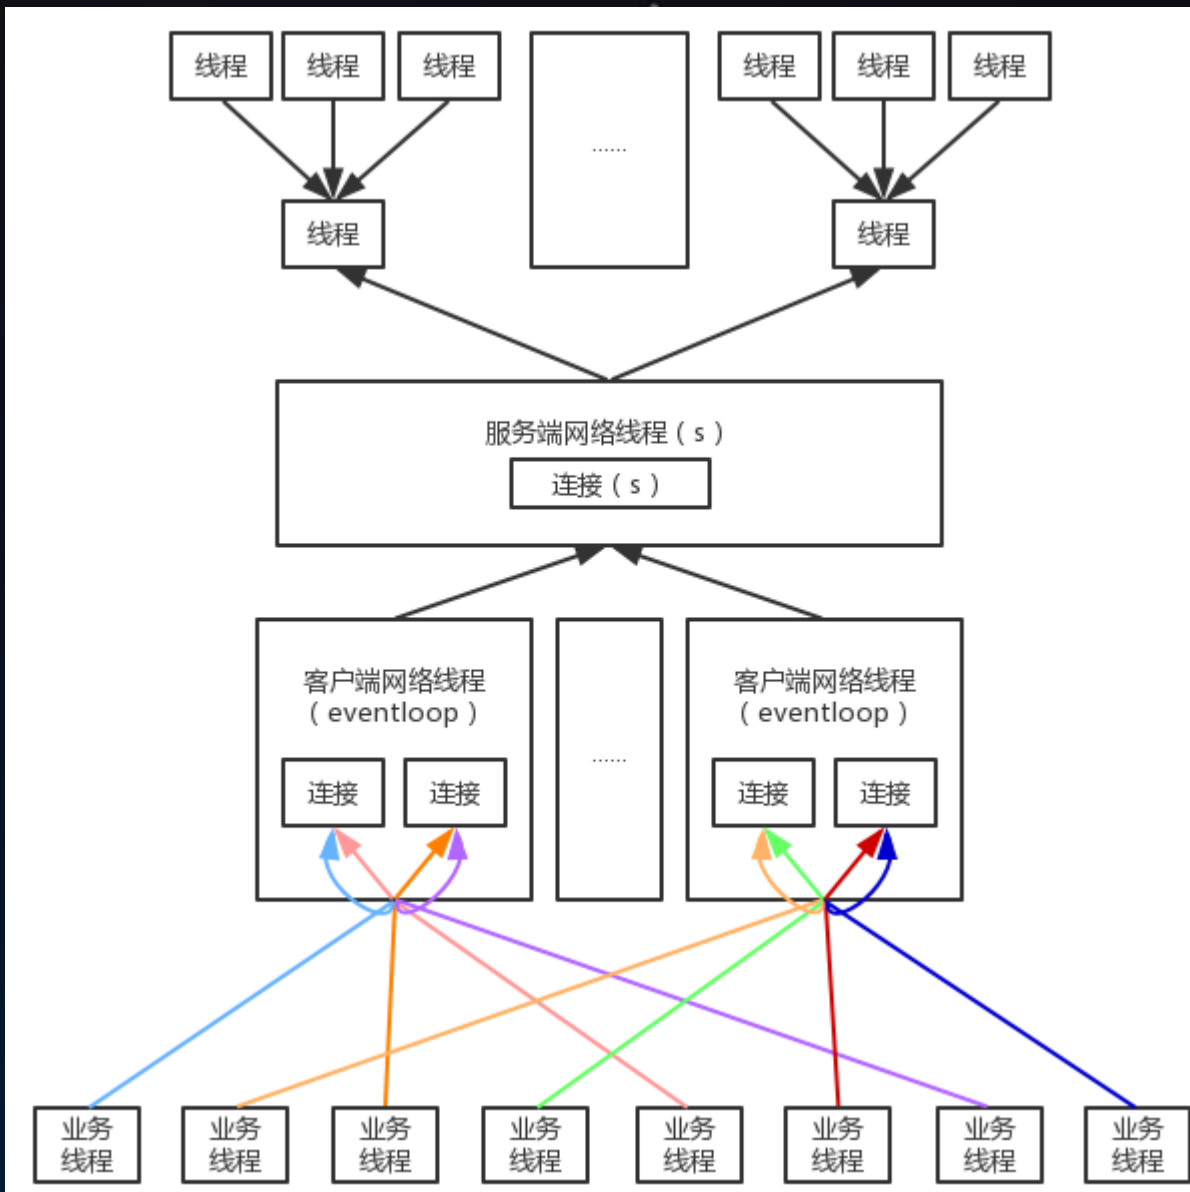 线程 线程 线程 线程 线程 线程
......
线程 线程
服务端网络线程（s）
连接（s）
客户端网络线程
（eventloop）
连接 连接
......
客户端网络线程
（eventloop）
连接 连接
业务
线程
业务
线程
业务
线程
业务
线程
业务
线程
业务
线程
业务
线程
业务
线程